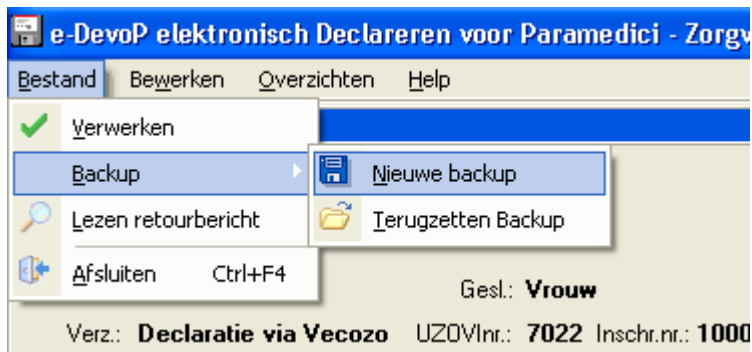 e-DevoP elektronisch Declareren voor Paramedici - Zorgv
Bestand Bewerken Overzichten Help
Verwerken
Backup
Nieuwe backup
Lezen retourbericht
Terugzetten Backup
Afsluiten Ctrl+F4
Gesl.: Vrouw
Verz.: Declaratie via Vecozo UZOVInr.: 7022 Inschr.nr.: 1000